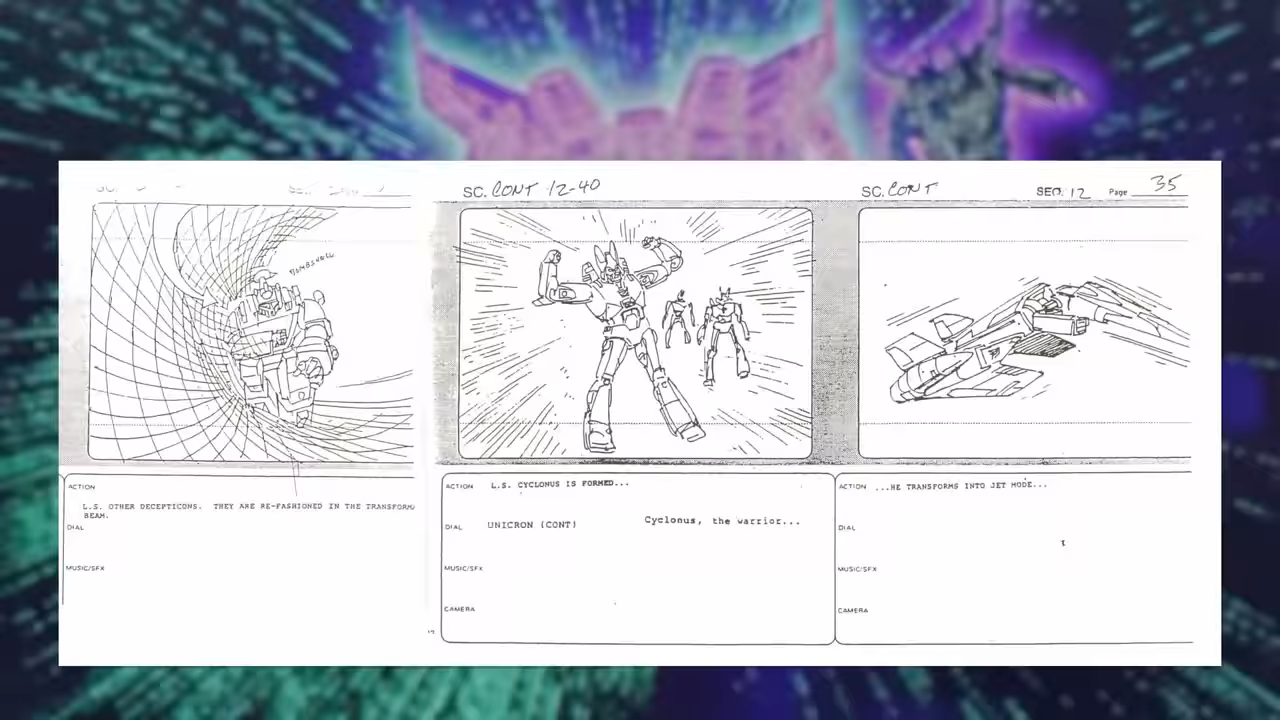 SC. CONT 12-40
SC. CONT
SEQ. 12
Page 35
BOMBSHELL
ACTION
L.S. OTHER DECEPTICONS. THEY ARE RE-FASHIONED IN THE TRANSFORM
BEAM.
DIAL
MUSIC/SFX
ACTION L.S. CYCLONUS IS FORMED...
DIAL UNICRON (CONT) Cyclonus, the warrior...
MUSIC/SFX
CAMERA
ACTION ...HE TRANSFORMS INTO JET MODE...
DIAL
MUSIC/SFX
CAMERA